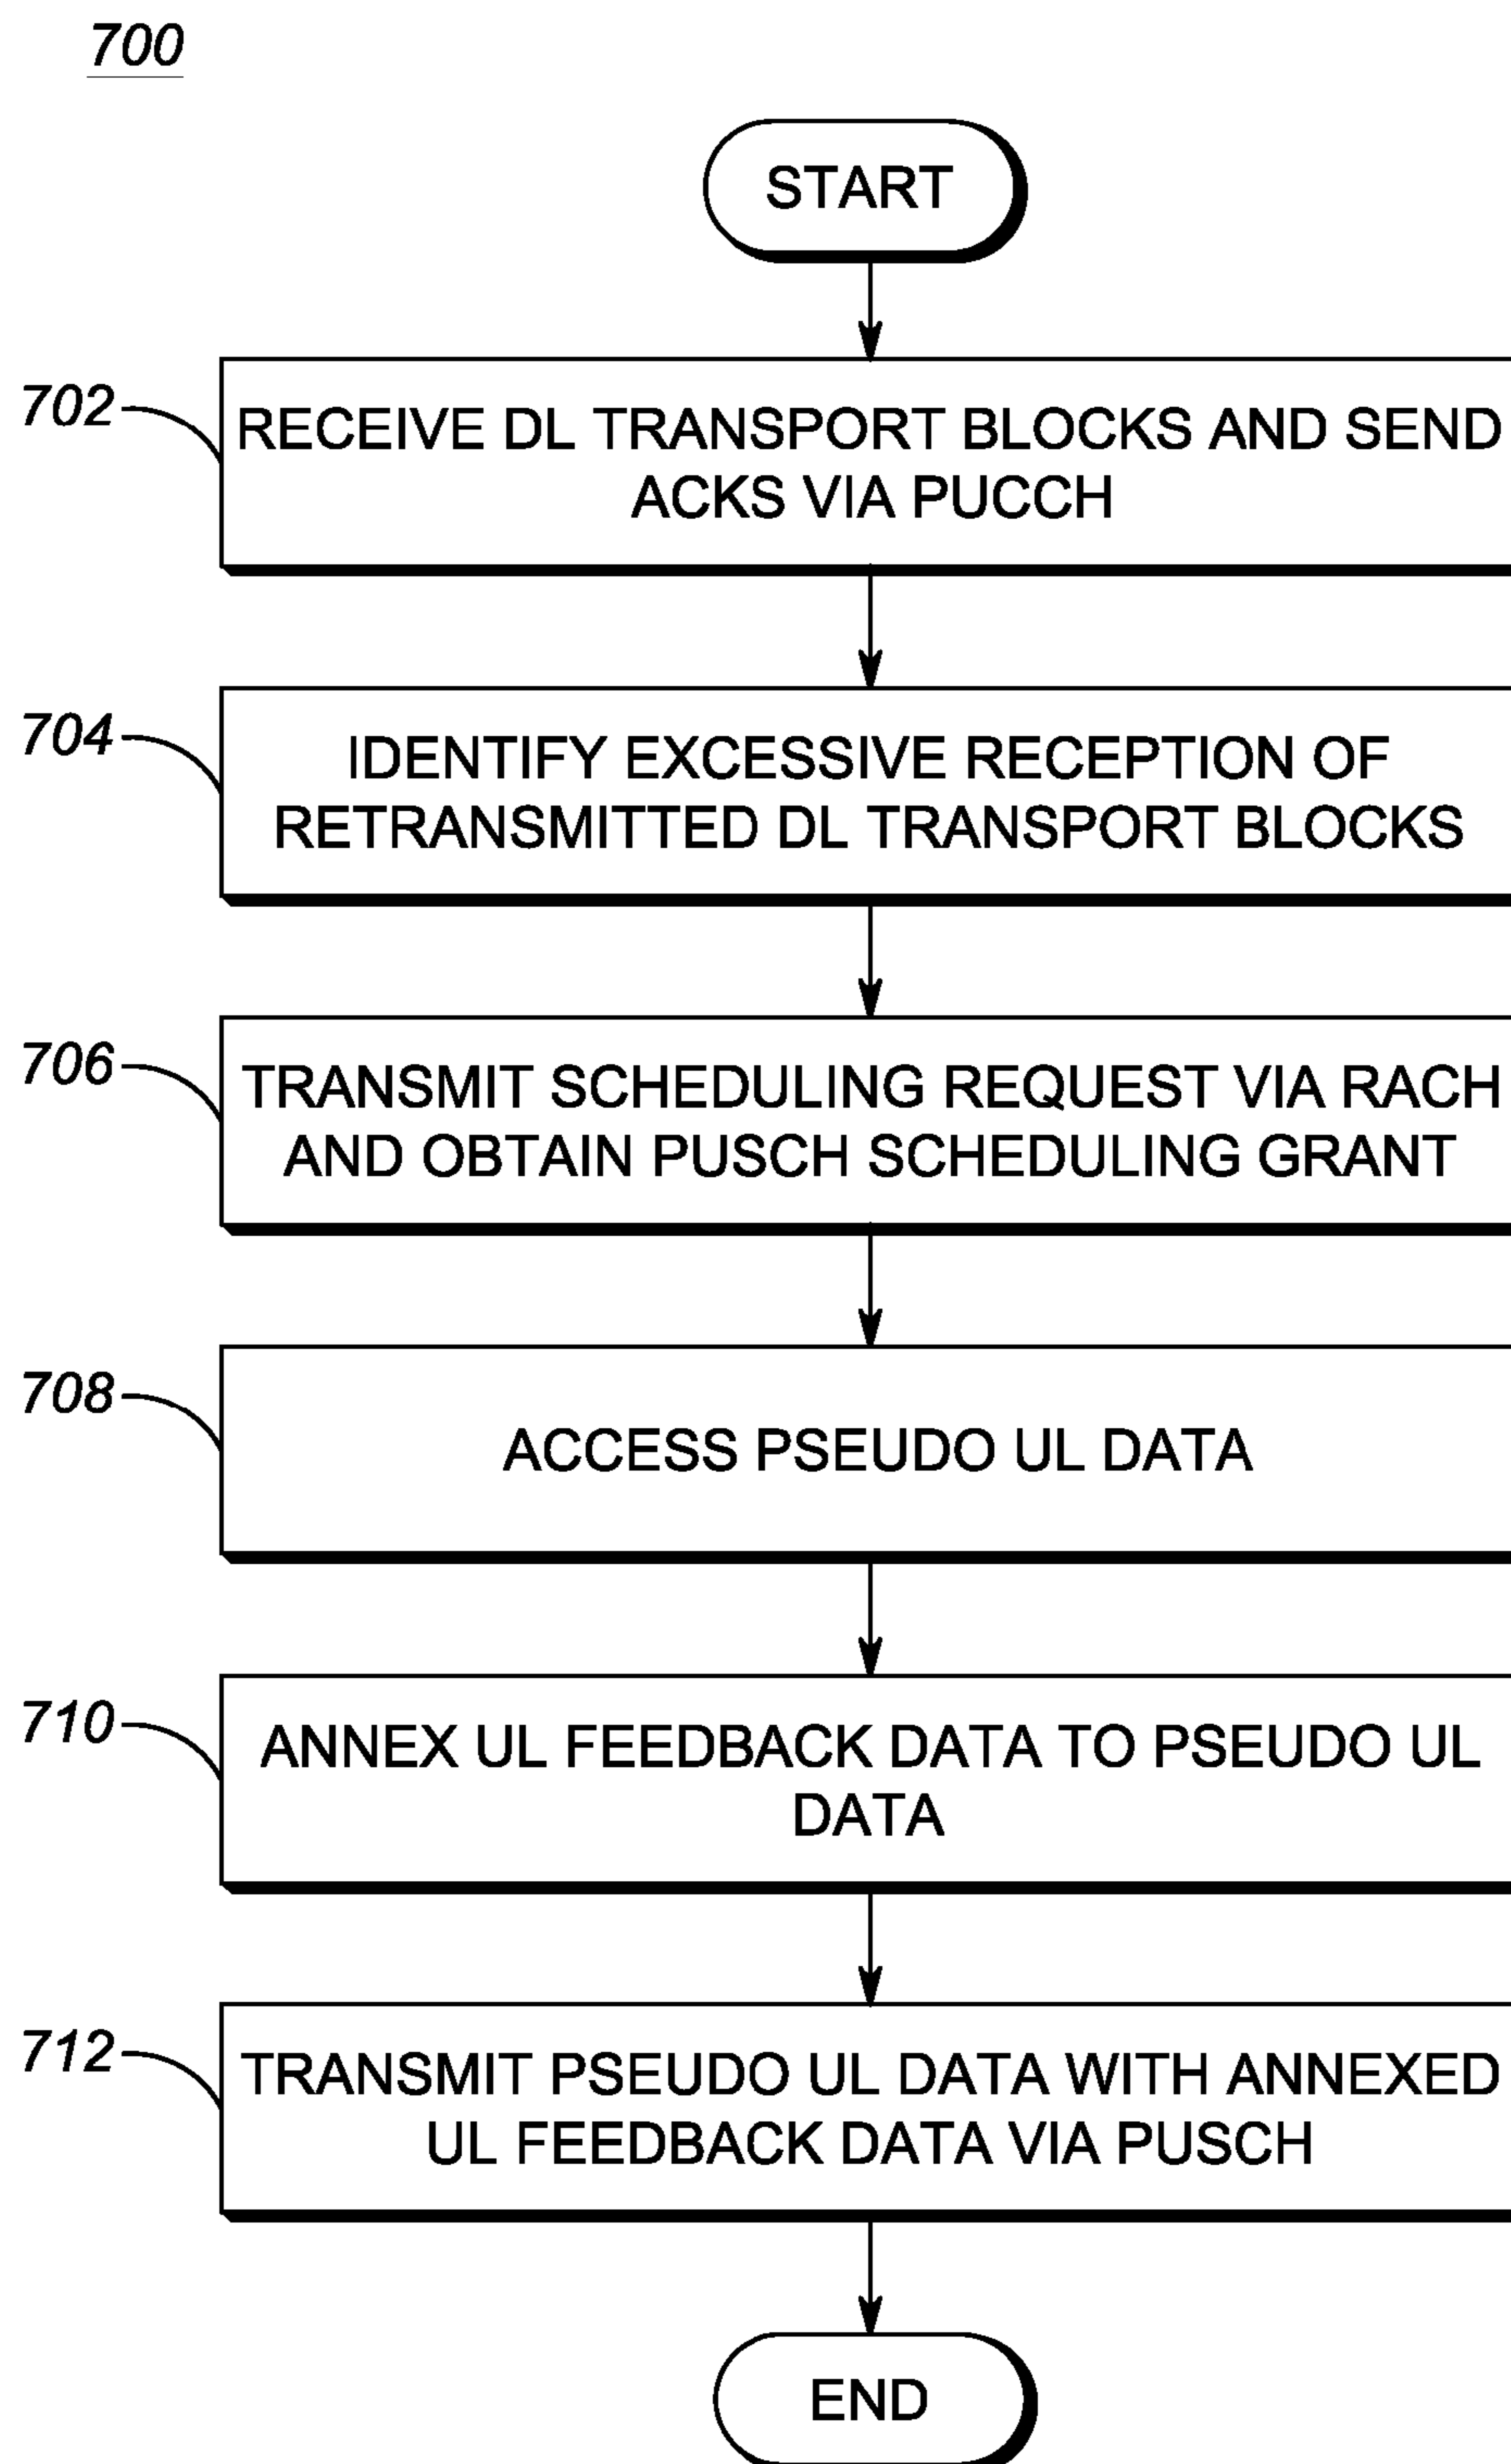 700
START
702
RECEIVE DL TRANSPORT BLOCKS AND SEND
ACKS VIA PUCCH
704
IDENTIFY EXCESSIVE RECEPTION OF
RETRANSMITTED DL TRANSPORT BLOCKS
706
TRANSMIT SCHEDULING REQUEST VIA RACH
AND OBTAIN PUSCH SCHEDULING GRANT
708
ACCESS PSEUDO UL DATA
710
ANNEX UL FEEDBACK DATA TO PSEUDO UL
DATA
712
TRANSMIT PSEUDO UL DATA WITH ANNEXED
UL FEEDBACK DATA VIA PUSCH
END